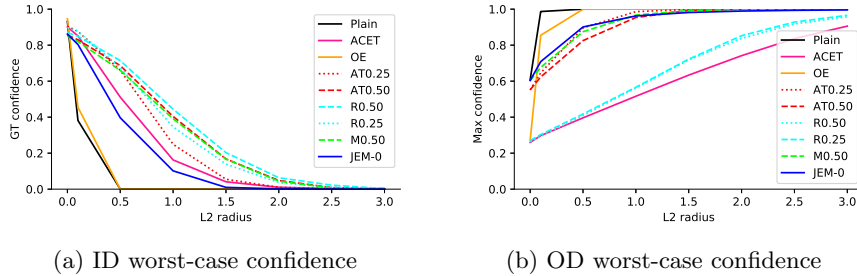 1.0
0.8
0.6
0.4
0.2
0.0
GT confidence
0.0 0.5 1.0 1.5 2.0 2.5 3.0
L2 radius
Plain
ACET
OE
AT0.25
AT0.50
R0.50
R0.25
M0.50
JEM-0
(a) ID worst-case confidence
1.0
0.8
0.6
0.4
0.2
0.0
Max confidence
0.0 0.5 1.0 1.5 2.0 2.5 3.0
L2 radius
Plain
ACET
OE
AT0.25
AT0.50
R0.50
R0.25
M0.50
JEM-0
(b) OD worst-case confidence